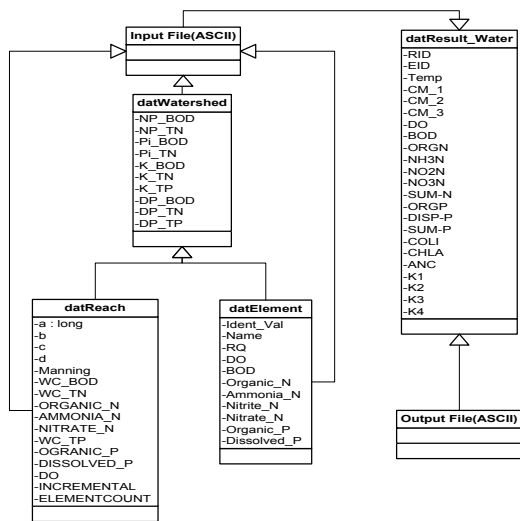 Input File(ASCII)
datWatershed
-NP_BOD
-NP_TN
-Pi_BOD
-Pi_TN
-K_BOD
-K_TN
-K_TP
-DP_BOD
-DP_TN
-DP_TP
datReach
-a : long
-b
-c
-d
-Manning
-WC_BOD
-WC_TN
-ORGANIC_N
-AMMONIA_N
-NITRATE_N
-WC_TP
-OGRANIC_P
-DISSOLVED_P
-DO
-INCREMENTAL
-ELEMENTCOUNT
datElement
-Ident_Val
-Name
-RQ
-DO
-BOD
-Organic_N
-Ammonia_N
-Nitrite_N
-Nitrate_N
-Organic_P
-Dissolved_P
datResult_Water
-RID
-EID
-Temp
-CM_1
-CM_2
-CM_3
-DO
-BOD
-ORGN
-NH3N
-NO2N
-NO3N
-SUM-N
-ORGP
-DISP-P
-SUM-P
-COLI
-CHLA
-ANC
-K1
-K2
-K3
-K4
Output File(ASCII)